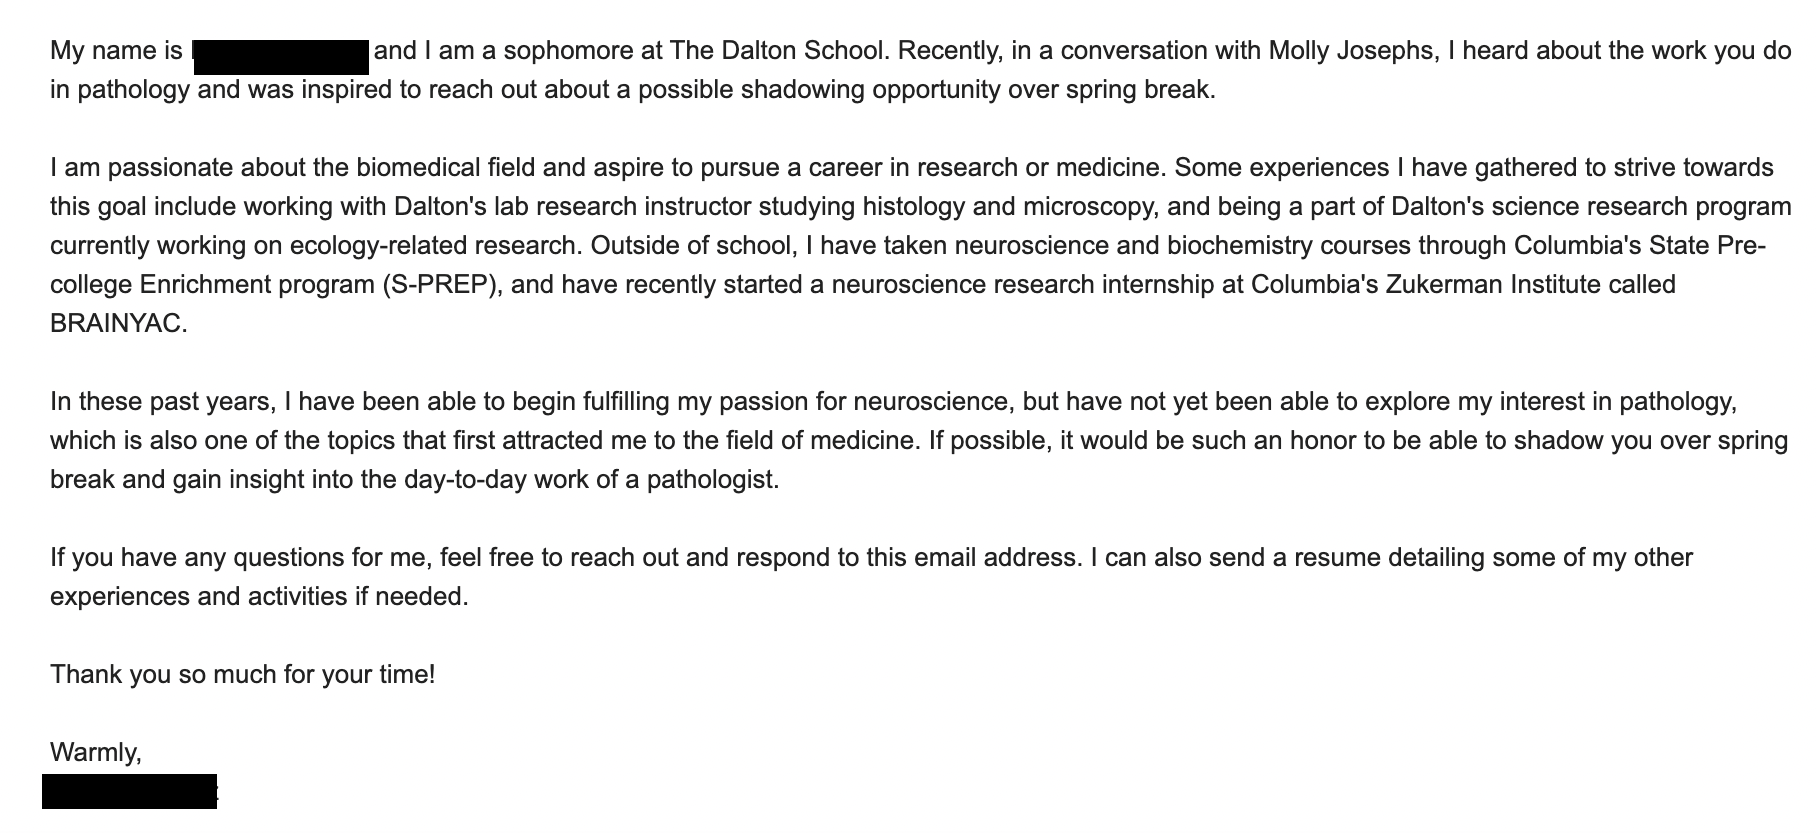 My name is and I am a sophomore at The Dalton School. Recently, in a conversation with Molly Josephs, I heard about the work you do
in pathology and was inspired to reach out about a possible shadowing opportunity over spring break.
I am passionate about the biomedical field and aspire to pursue a career in research or medicine. Some experiences I have gathered to strive towards
this goal include working with Dalton's lab research instructor studying histology and microscopy, and being a part of Dalton's science research program
currently working on ecology-related research. Outside of school, I have taken neuroscience and biochemistry courses through Columbia's State Pre-
college Enrichment program (S-PREP), and have recently started a neuroscience research internship at Columbia's Zukerman Institute called
BRAINYAC.
In these past years, I have been able to begin fulfilling my passion for neuroscience, but have not yet been able to explore my interest in pathology,
which is also one of the topics that first attracted me to the field of medicine. If possible, it would be such an honor to be able to shadow you over spring
break and gain insight into the day-to-day work of a pathologist.
If you have any questions for me, feel free to reach out and respond to this email address. I can also send a resume detailing some of my other
experiences and activities if needed.
Thank you so much for your time!
Warmly,